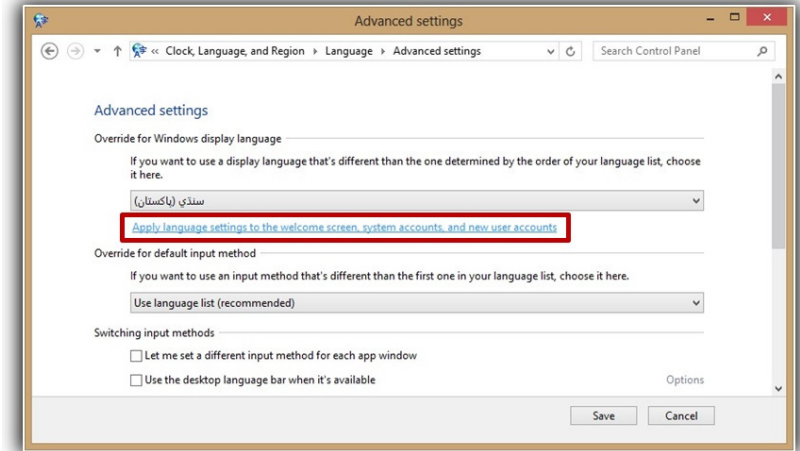 Advanced settings
« Clock, Language, and Region ▸ Language ▸ Advanced settings
Search Control Panel
Advanced settings
Override for Windows display language
If you want to use a display language that's different than the one determined by the order of your language list, choose
it here.
سنڌي (پاکستان)
Apply language settings to the welcome screen, system accounts, and new user accounts
Override for default input method
If you want to use an input method that's different than the first one in your language list, choose it here.
Use language list (recommended)
Switching input methods
Let me set a different input method for each app window
Use the desktop language bar when it's available
Options
Save
Cancel